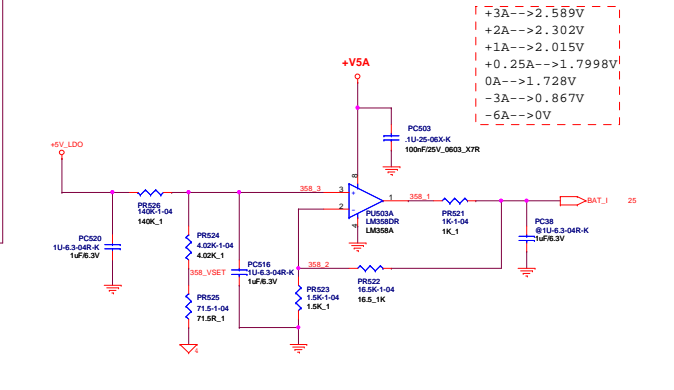 +3A-->2.589V
+2A-->2.302V
+1A-->2.015V
+0.25A-->1.7998V
0A-->1.728V
-3A-->0.867V
-6A-->0V
+V5A
PC503
.1U-25-06X-K
100nF/25V_0603_X7R
+5V_LDO
8
358_3
3
+
1
358_1
2
-
4
PU503A
LM358DR
LM358A
PR521
1K-1-04
1K_1
BAT_I
25
PR526
140K-1-04
140K_1
PC520
1U-6.3-04R-K
1uF/6.3V
PR524
4.02K-1-04
4.02K_1
358_VSET
PC516
1U-6.3-04R-K
1uF/6.3V
PC38
@1U-6.3-04R-K
1uF/6.3V
358_2
PR522
16.5K-1-04
16.5_1K
PR523
1.5K-1-04
1.5K_1
PR525
71.5-1-04
71.5R_1
4